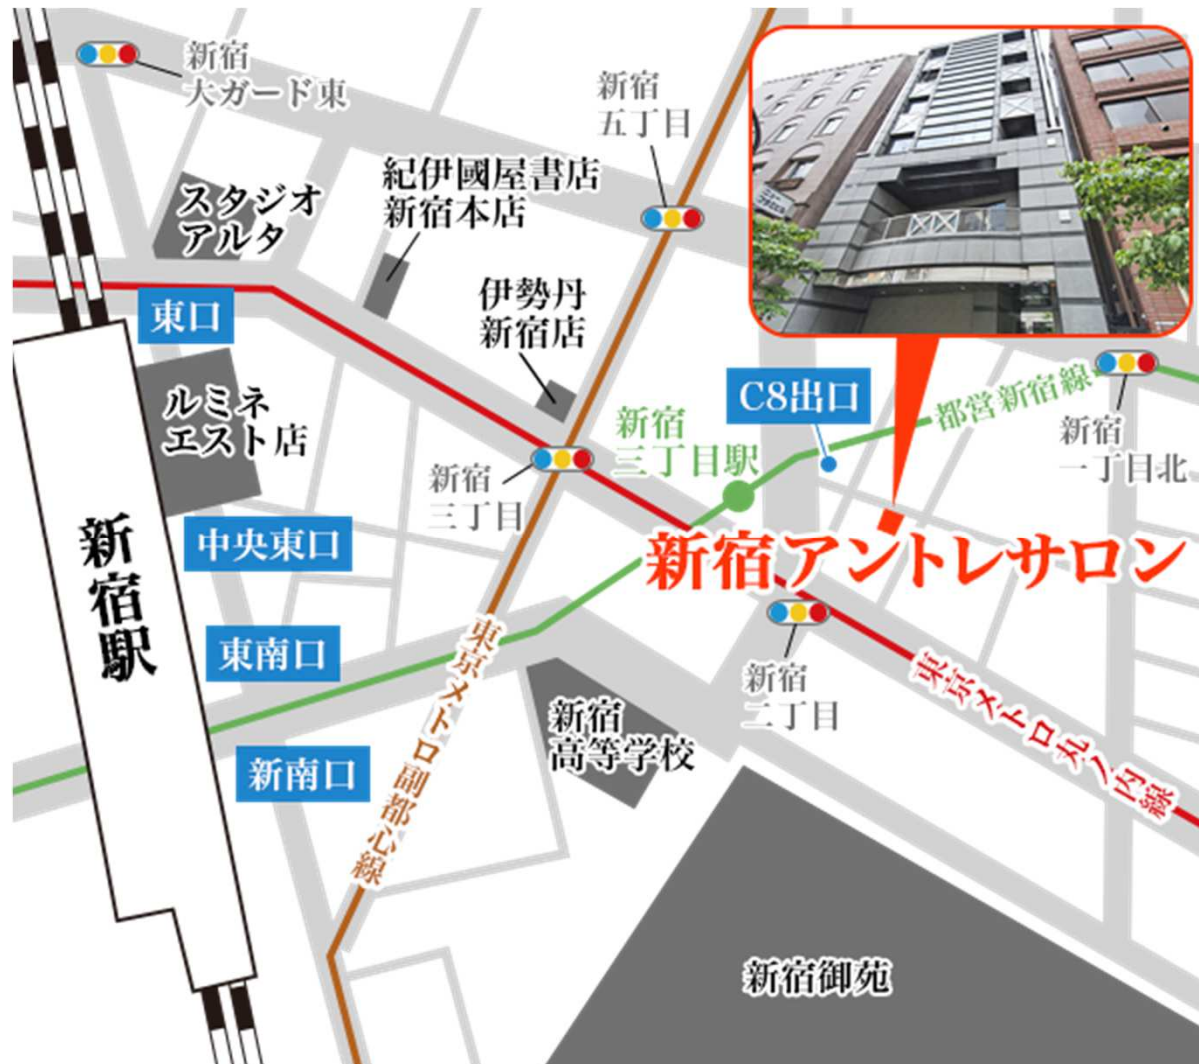 新宿
大ガード東
新宿
五丁目
紀伊國屋書店
新宿本店
スタジオ
アルタ
伊勢丹
新宿店
東口
ルミネ
エスト店
C8出口
都営新宿線
新宿
一丁目北
新宿
三丁目駅
新宿
三丁目
新宿アントレサロン
中央東口
新宿駅
東南口
新宿
二丁目
東京メトロ丸ノ内線
東京メトロ副都心線
新宿
高等学校
新南口
新宿御苑